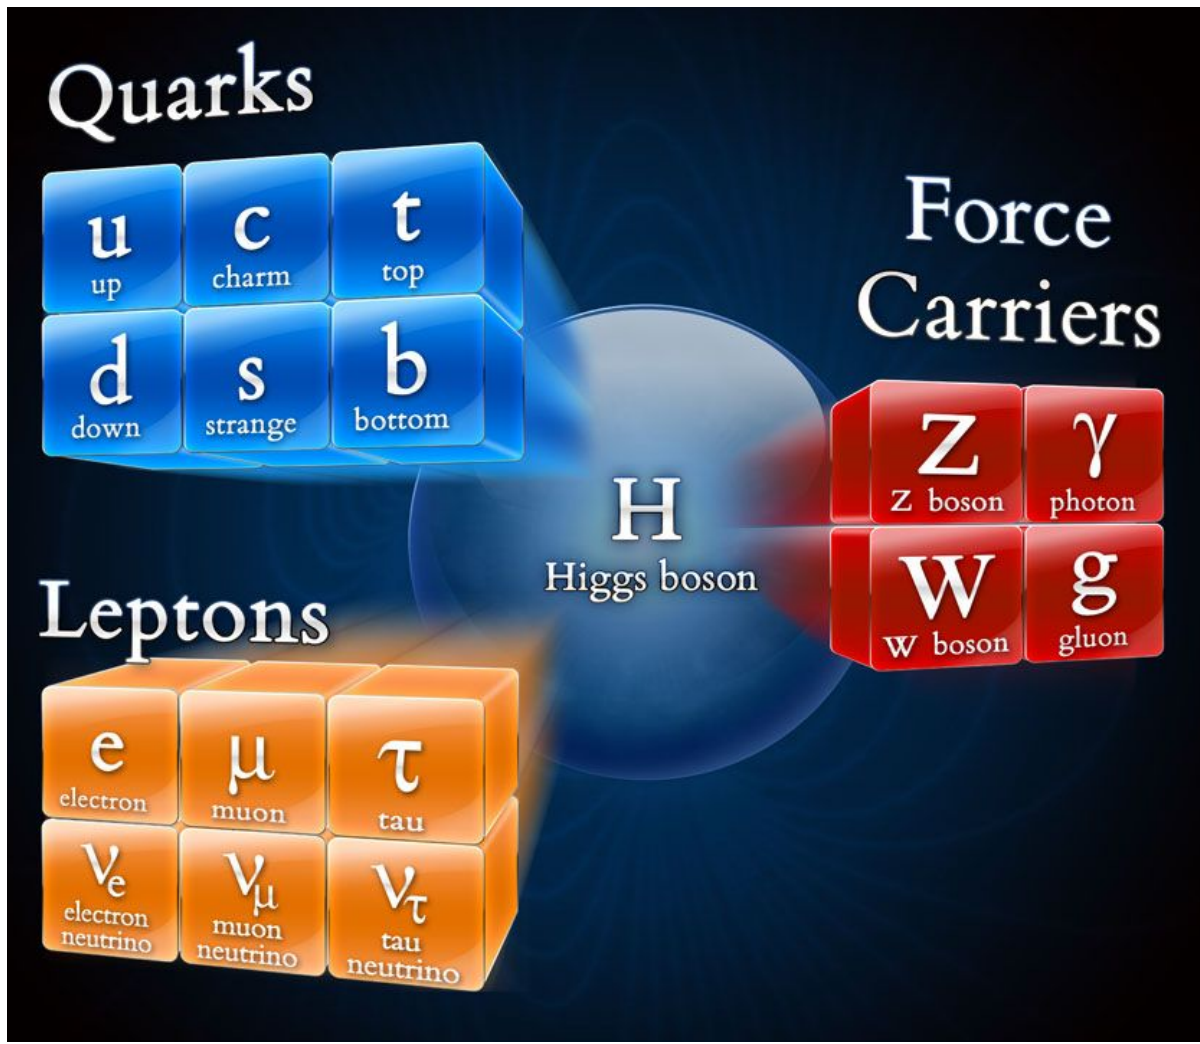 Quarks
u
up
c
charm
t
top
d
down
s
strange
b
bottom
Force
Carriers
Z
Z boson
γ
photon
W
W boson
g
gluon
H
Higgs boson
Leptons
e
electron
μ
muon
τ
tau
νe
electron
neutrino
νμ
muon
neutrino
ντ
tau
neutrino